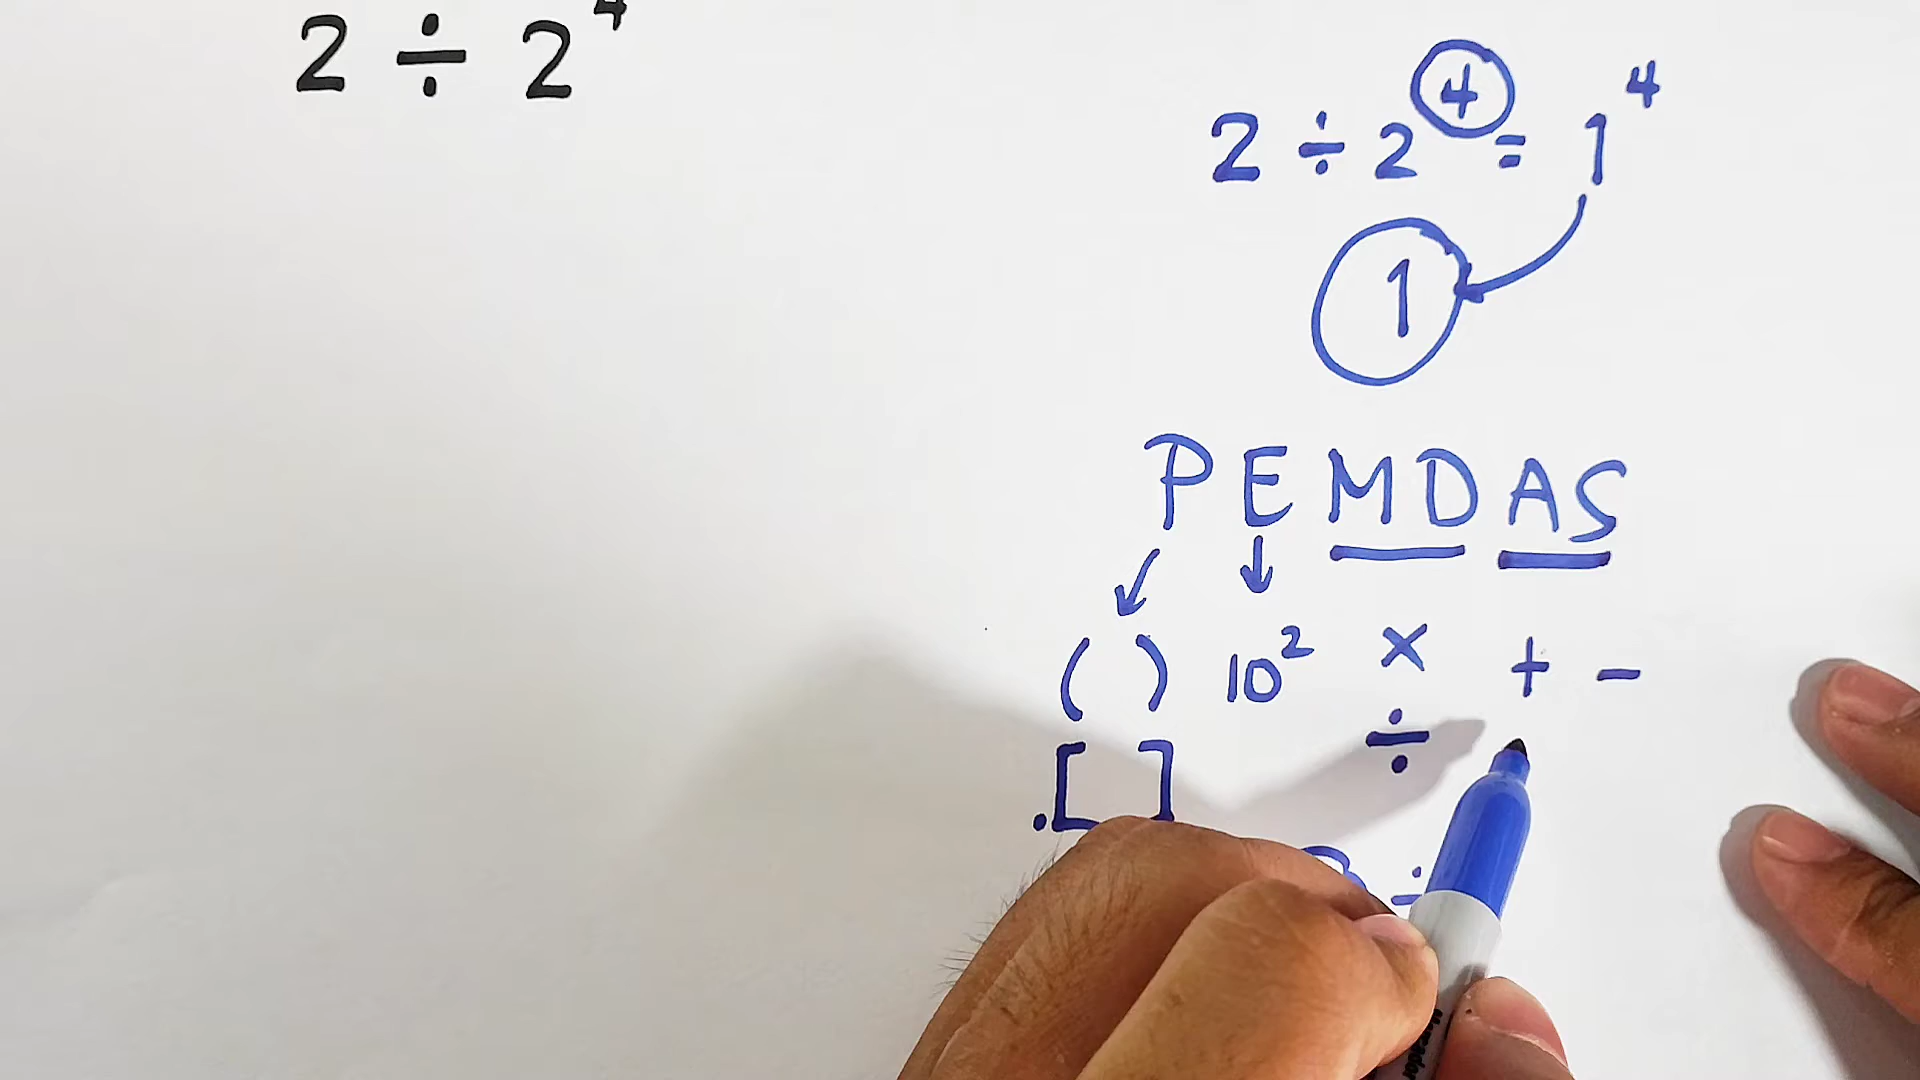 2 ÷ 2⁴
2 ÷ 2⁴ = 1⁴
1
PEMDAS
( ) 10² × + -
[ ] ÷
÷